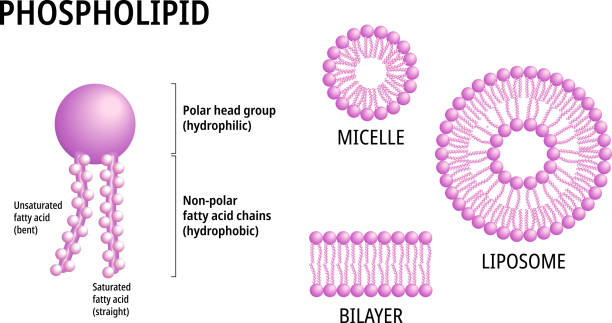 PHOSPHOLIPID
Polar head group
(hydrophilic)
Non-polar
fatty acid chains
(hydrophobic)
Unsaturated
fatty acid
(bent)
Saturated
fatty acid
(straight)
MICELLE
LIPOSOME
BILAYER